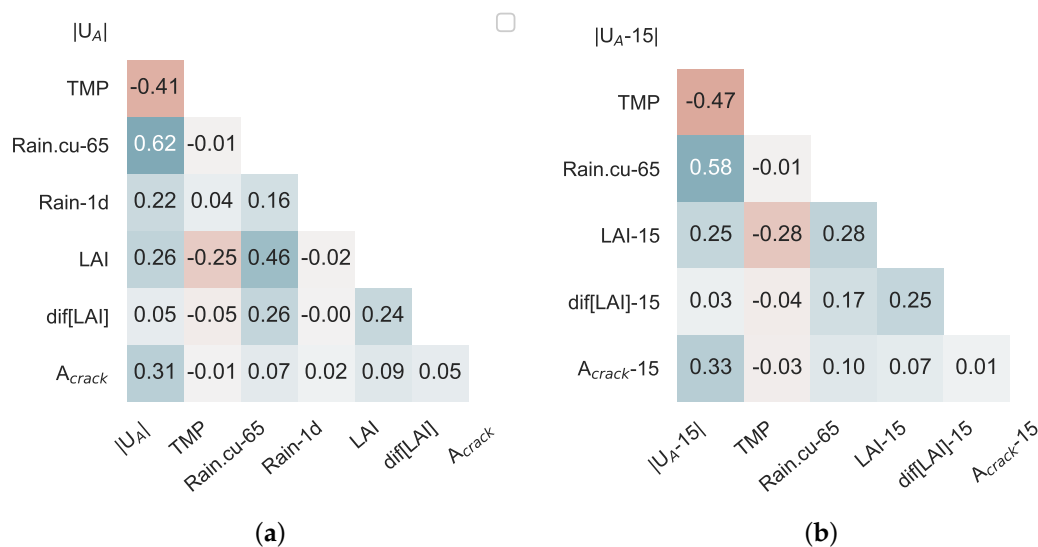 |U_A|
TMP -0.41
Rain.cu-65 0.62 -0.01
Rain-1d 0.22 0.04 0.16
LAI 0.26 -0.25 0.46 -0.02
dif[LAI] 0.05 -0.05 0.26 -0.00 0.24
A_crack 0.31 -0.01 0.07 0.02 0.09 0.05
|U_A| TMP Rain.cu-65 Rain-1d LAI dif[LAI] A_crack
(a)
|U_A-15|
TMP -0.47
Rain.cu-65 0.58 -0.01
LAI-15 0.25 -0.28 0.28
dif[LAI]-15 0.03 -0.04 0.17 0.25
A_crack-15 0.33 -0.03 0.10 0.07 0.01
|U_A-15| TMP Rain.cu-65 LAI-15 dif[LAI]-15 A_crack-15
(b)